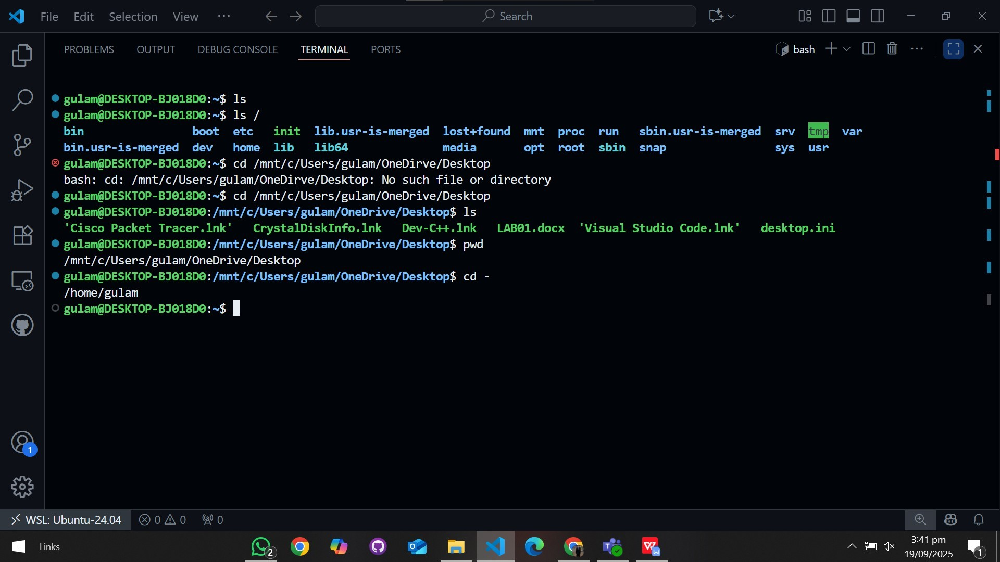 File Edit Selection View ··· Search
PROBLEMS OUTPUT DEBUG CONSOLE TERMINAL PORTS bash
gulam@DESKTOP-BJ018D0:~$ ls
gulam@DESKTOP-BJ018D0:~$ ls /
bin boot etc init lib.usr-is-merged lost+found mnt proc run sbin.usr-is-merged srv tmp var
bin.usr-is-merged dev home lib lib64 media opt root sbin snap sys usr
gulam@DESKTOP-BJ018D0:~$ cd /mnt/c/Users/gulam/OneDirve/Desktop
bash: cd: /mnt/c/Users/gulam/OneDirve/Desktop: No such file or directory
gulam@DESKTOP-BJ018D0:~$ cd /mnt/c/Users/gulam/OneDrive/Desktop
gulam@DESKTOP-BJ018D0:/mnt/c/Users/gulam/OneDrive/Desktop$ ls
'Cisco Packet Tracer.lnk' CrystalDiskInfo.lnk Dev-C++.lnk LAB01.docx 'Visual Studio Code.lnk' desktop.ini
gulam@DESKTOP-BJ018D0:/mnt/c/Users/gulam/OneDrive/Desktop$ pwd
/mnt/c/Users/gulam/OneDrive/Desktop
gulam@DESKTOP-BJ018D0:/mnt/c/Users/gulam/OneDrive/Desktop$ cd -
/home/gulam
gulam@DESKTOP-BJ018D0:~$
1
WSL: Ubuntu-24.04 0 0 0
Links 2 3:41 pm
19/09/2025 1